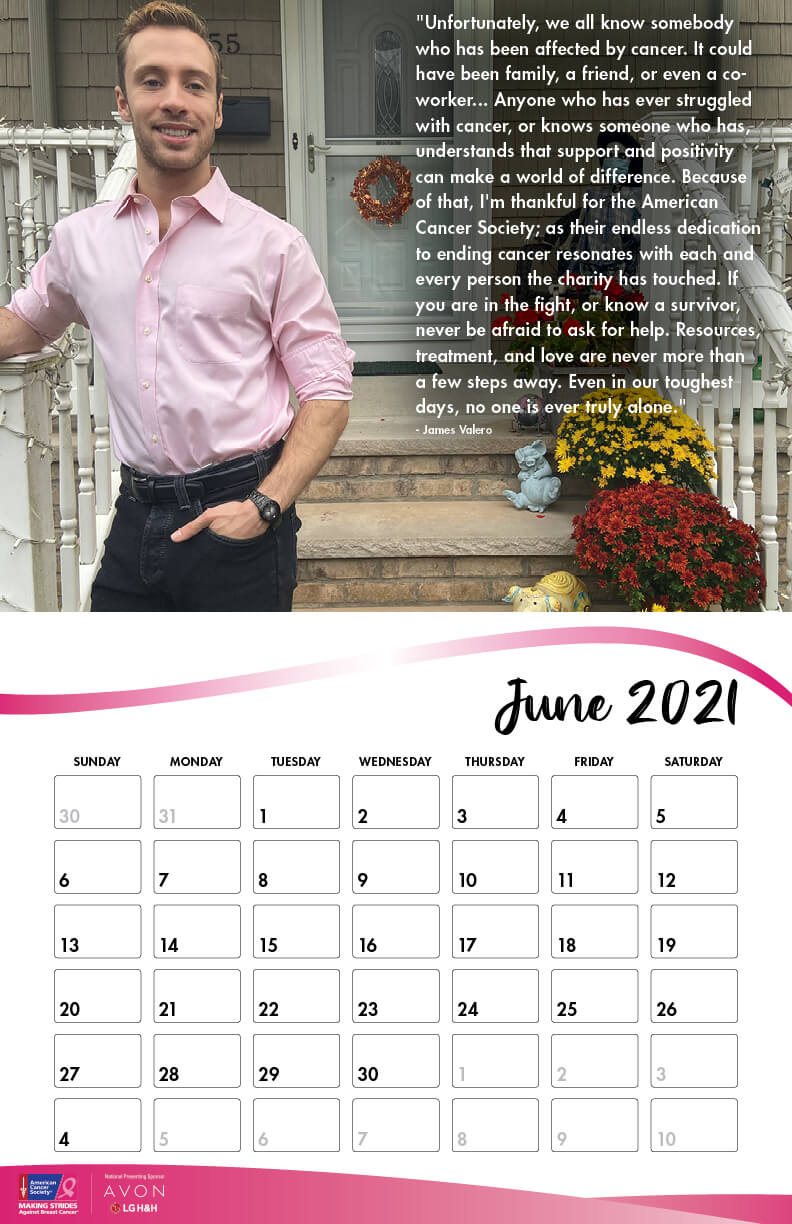 55
"Unfortunately, we all know somebody
who has been affected by cancer. It could
have been family, a friend, or even a co-
worker... Anyone who has ever struggled
with cancer, or knows someone who has,
understands that support and positivity
can make a world of difference. Because
of that, I'm thankful for the American
Cancer Society; as their endless dedication
to ending cancer resonates with each and
every person the charity has touched. If
you are in the fight, or know a survivor,
never be afraid to ask for help. Resources,
treatment, and love are never more than
a few steps away. Even in our toughest
days, no one is ever truly alone."
- James Valero
June 2021
SUNDAY MONDAY TUESDAY WEDNESDAY THURSDAY FRIDAY SATURDAY
30 31 1 2 3 4 5
6 7 8 9 10 11 12
13 14 15 16 17 18 19
20 21 22 23 24 25 26
27 28 29 30 1 2 3
4 5 6 7 8 9 10
American
Cancer
Society
MAKING STRIDES
Against Breast Cancer
National Presenting Sponsor
AVON
LG H&H